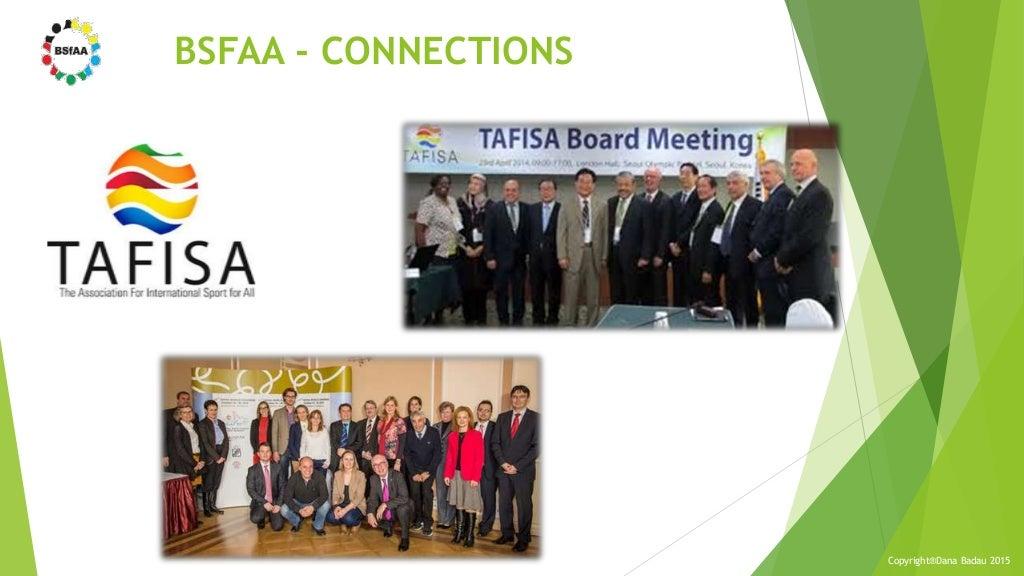 BSfAA
BSFAA - CONNECTIONS
TAFISA
The Association For International Sport for All
TAFISA Board Meeting
TAFISA
23rd April 2014, 09:00-17:00, London Hall, Seoul Olympic Parktel, Seoul, Korea
Copyright®Dana Badau 2015